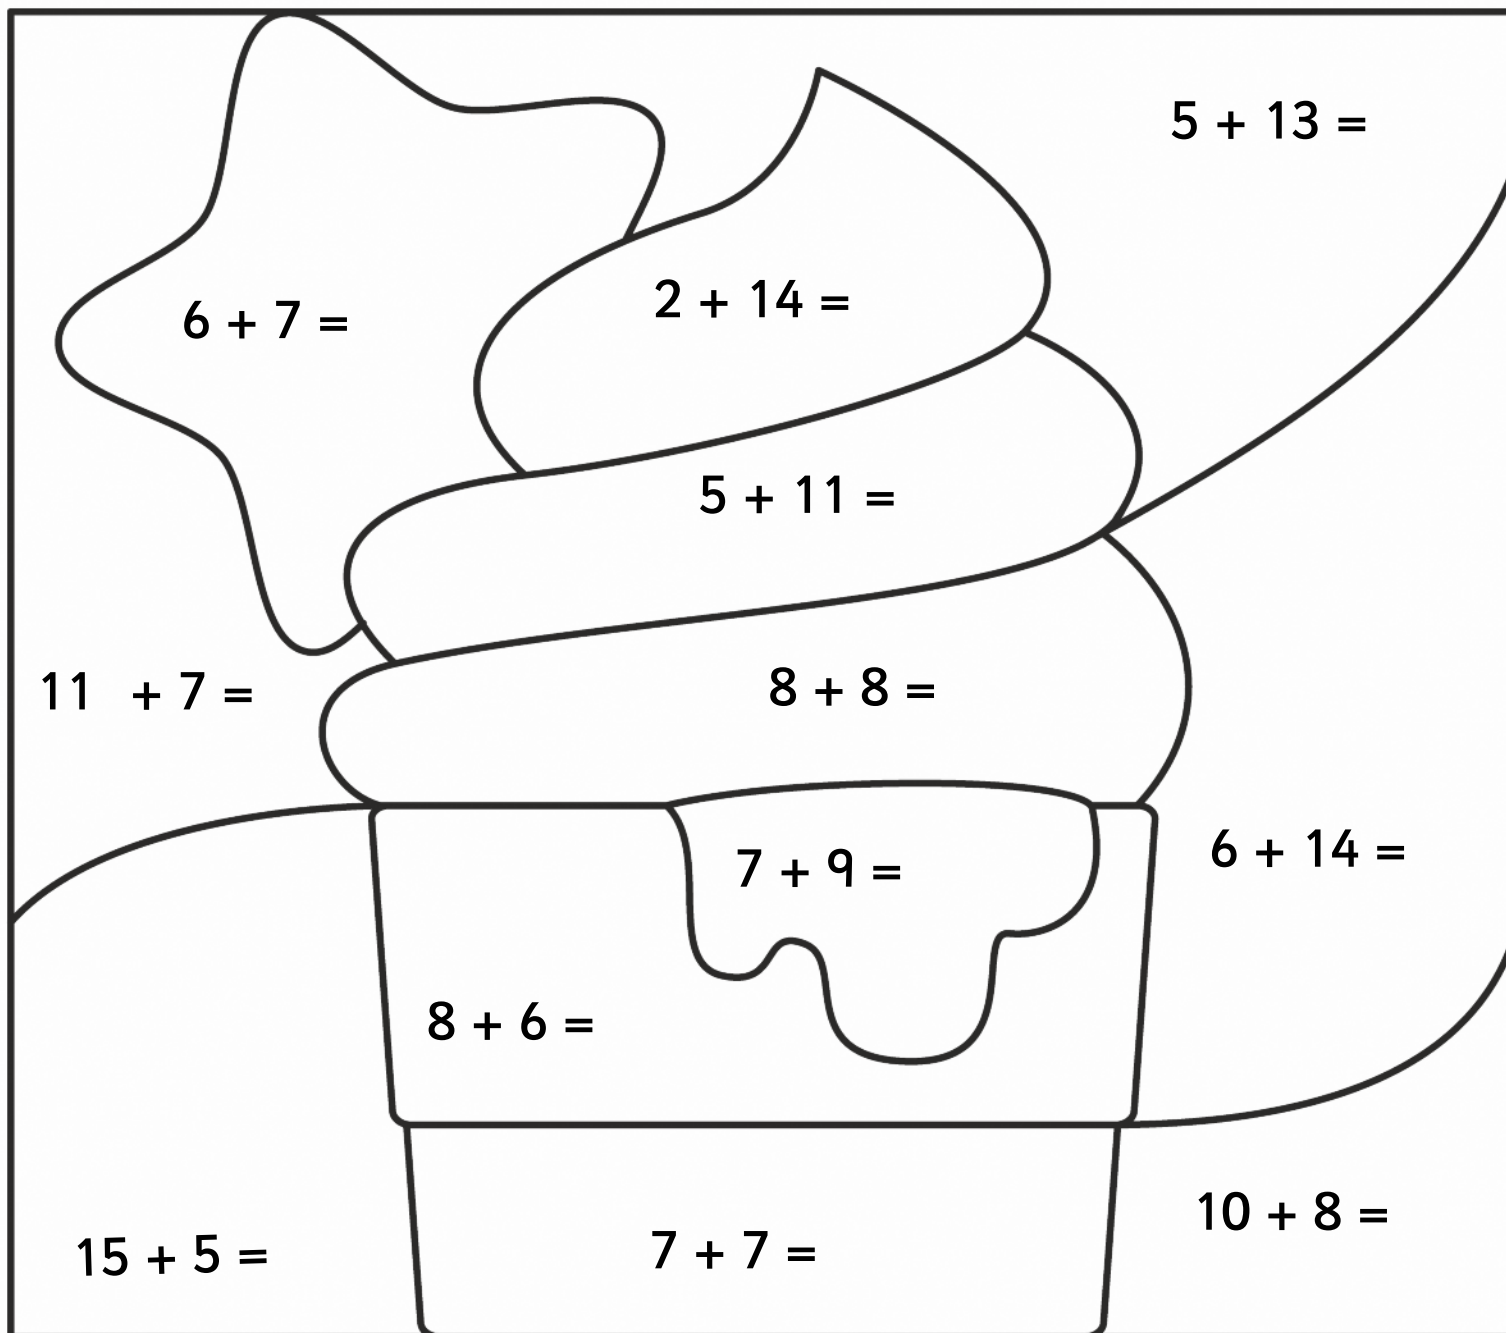 5 + 13 =
6 + 7 =
2 + 14 =
5 + 11 =
11 + 7 =
8 + 8 =
7 + 9 =
6 + 14 =
8 + 6 =
10 + 8 =
15 + 5 =
7 + 7 =